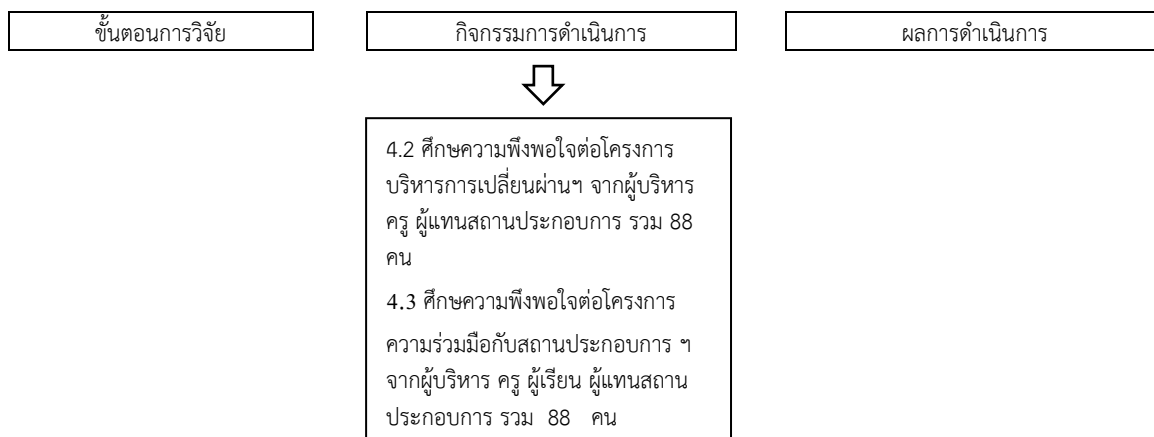 ขั้นตอนการวิจัย
กิจกรรมการดำเนินการ
ผลการดำเนินการ
4.2 ศึกษความพึงพอใจต่อโครงการ
บริหารการเปลี่ยนผ่านฯ จากผู้บริหาร
ครู ผู้แทนสถานประกอบการ รวม 88
คน
4.3 ศึกษความพึงพอใจต่อโครงการ
ความร่วมมือกับสถานประกอบการ ฯ
จากผู้บริหาร ครู ผู้เรียน ผู้แทนสถาน
ประกอบการ รวม 88 คน